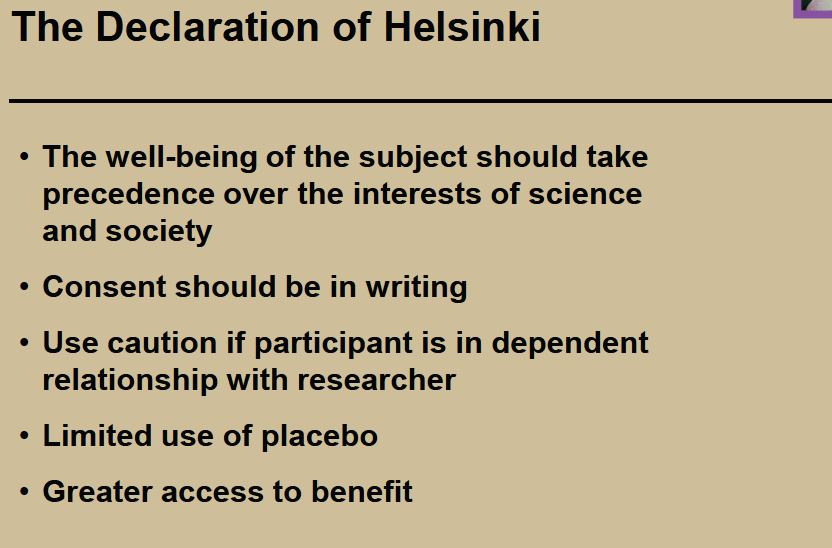 The Declaration of Helsinki
• The well-being of the subject should take
precedence over the interests of science
and society
• Consent should be in writing
• Use caution if participant is in dependent
relationship with researcher
• Limited use of placebo
• Greater access to benefit